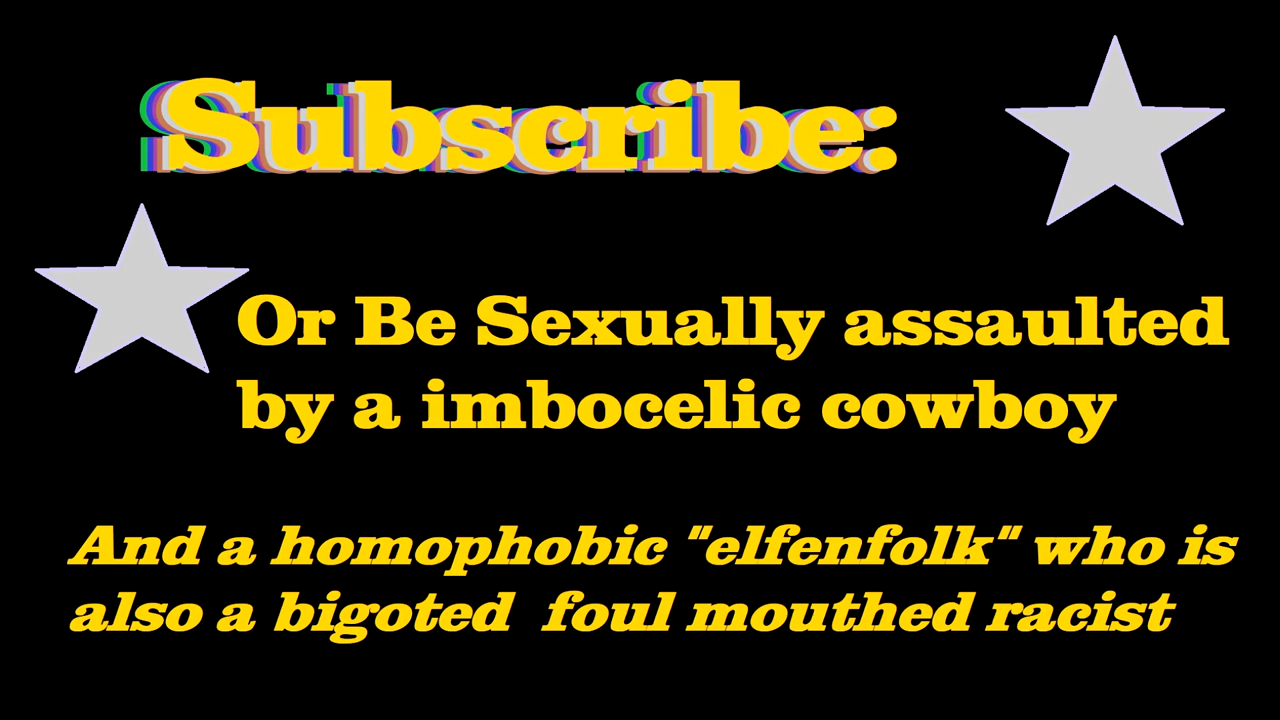 Subscribe:
Or Be Sexually assaulted
by a imbocelic cowboy
And a homophobic "elfenfolk" who is
also a bigoted foul mouthed racist